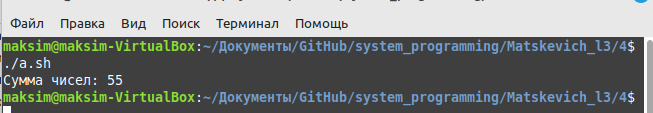 Файл Правка Вид Поиск Терминал Помощь
maksim@maksim-VirtualBox:~/Документы/GitHub/system_programming/Matskevich_l3/4$
./a.sh
Сумма чисел: 55
maksim@maksim-VirtualBox:~/Документы/GitHub/system_programming/Matskevich_l3/4$